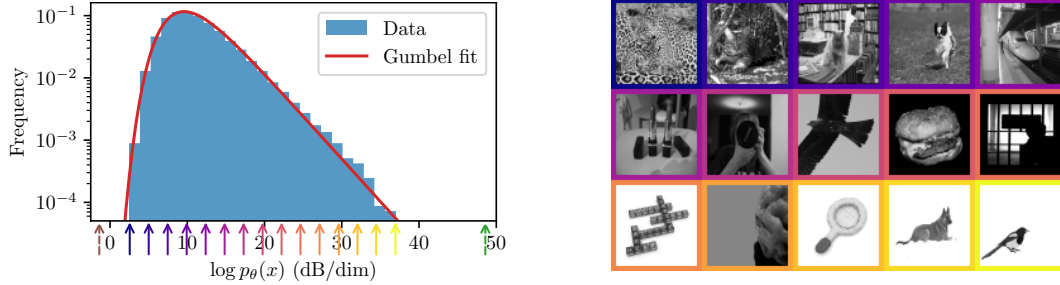 10⁻¹
10⁻²
10⁻³
10⁻⁴
Frequency
Data
Gumbel fit
0 10 20 30 40 50
log pθ(x) (dB/dim)